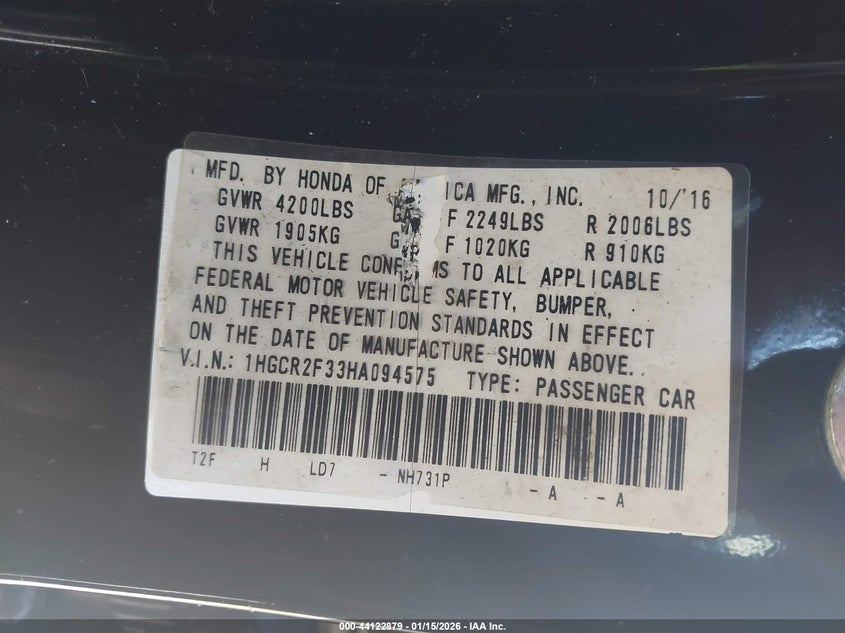 MFD. BY HONDA OF ICA MFG., INC. 10/'16
GVWR 4200LBS F 2249LBS R 2006LBS
GVWR 1905KG F 1020KG R 910KG
THIS VEHICLE TO ALL APPLICABLE
FEDERAL MOTOR VEHICLE SAFETY, BUMPER,
AND THEFT PREVENTION STANDARDS IN EFFECT
ON THE DATE OF MANUFACTURE SHOWN ABOVE.
V.I.N.: 1HGCR2F33HA094575 TYPE: PASSENGER CAR
T2F H LD7 - NH731P - A - A
000-44122879 - 01/15/2026 - IAA Inc.